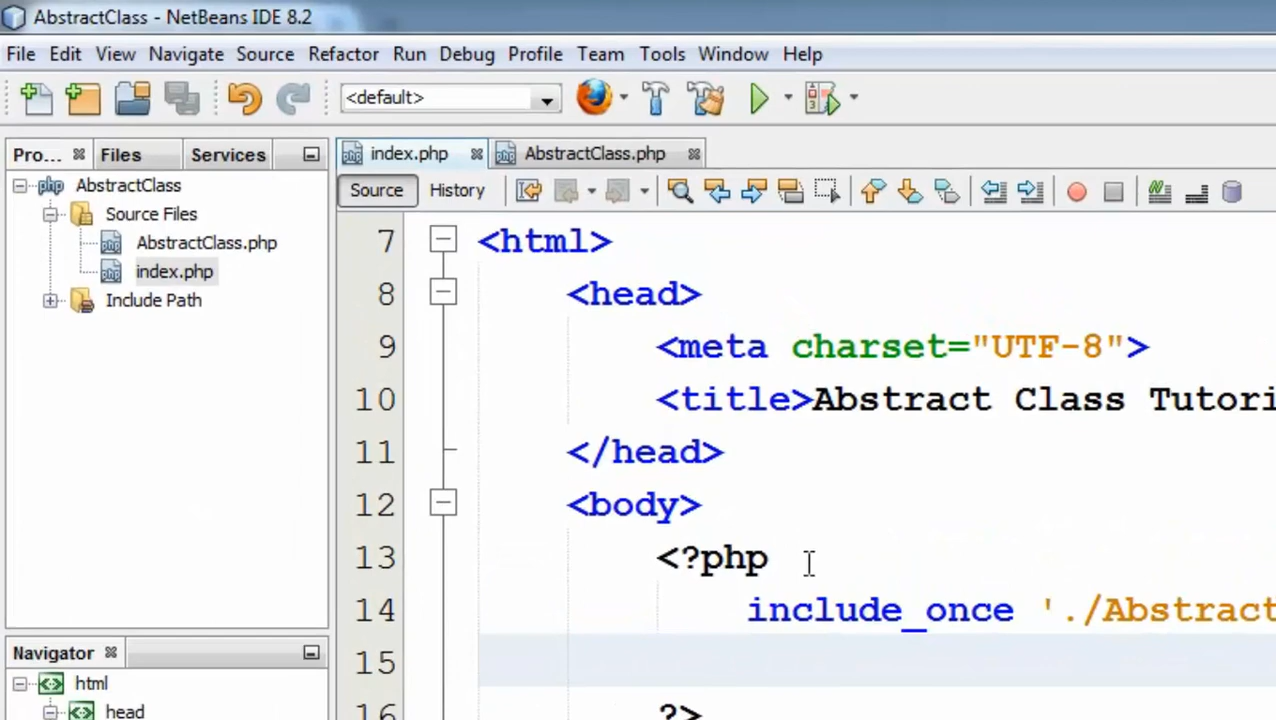 AbstractClass - NetBeans IDE 8.2
File Edit View Navigate Source Refactor Run Debug Profile Team Tools Window Help
<default>
Pro... Files Services
index.php AbstractClass.php
Source History
AbstractClass
Source Files
AbstractClass.php
index.php
Include Path
7 <html>
8 <head>
9 <meta charset="UTF-8">
10 <title>Abstract Class Tutori
11 </head>
12 <body>
13 <?php
14 include_once './Abstract
15
16 ?>
Navigator
html
head